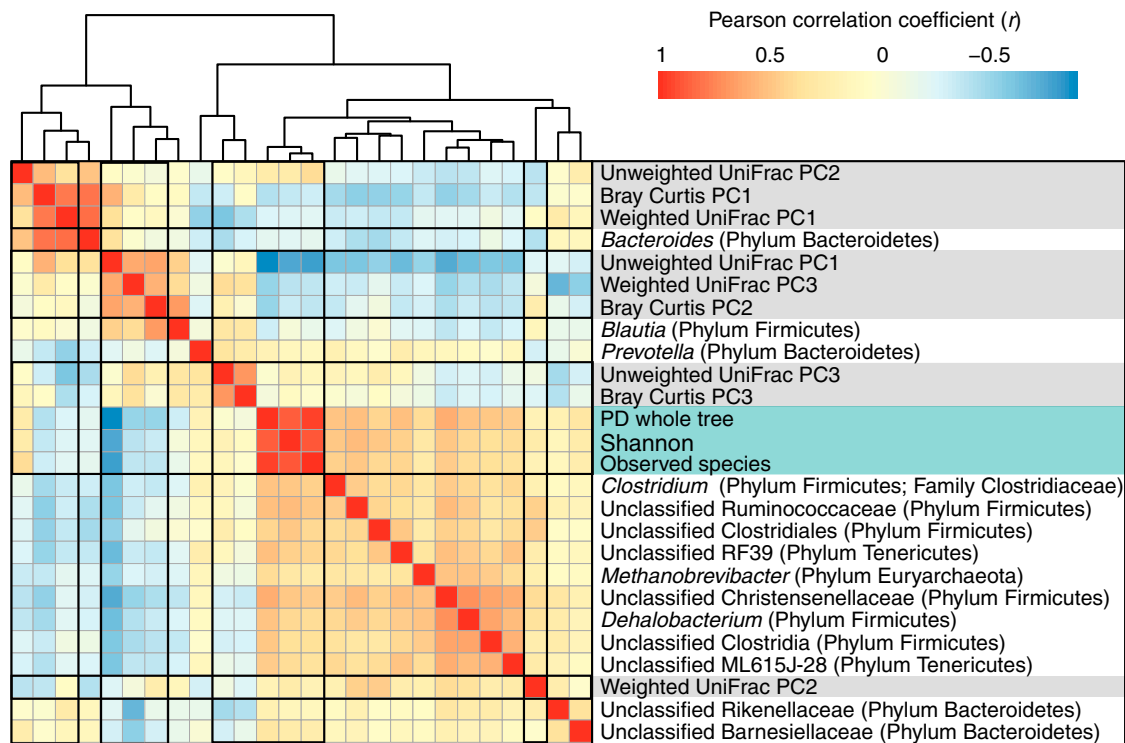 Pearson correlation coefficient (r)
1 0.5 0 −0.5
Unweighted UniFrac PC2
Bray Curtis PC1
Weighted UniFrac PC1
Bacteroides (Phylum Bacteroidetes)
Unweighted UniFrac PC1
Weighted UniFrac PC3
Bray Curtis PC2
Blautia (Phylum Firmicutes)
Prevotella (Phylum Bacteroidetes)
Unweighted UniFrac PC3
Bray Curtis PC3
PD whole tree
Shannon
Observed species
Clostridium (Phylum Firmicutes; Family Clostridiaceae)
Unclassified Ruminococcaceae (Phylum Firmicutes)
Unclassified Clostridiales (Phylum Firmicutes)
Unclassified RF39 (Phylum Tenericutes)
Methanobrevibacter (Phylum Euryarchaeota)
Unclassified Christensenellaceae (Phylum Firmicutes)
Dehalobacterium (Phylum Firmicutes)
Unclassified Clostridia (Phylum Firmicutes)
Unclassified ML615J-28 (Phylum Tenericutes)
Weighted UniFrac PC2
Unclassified Rikenellaceae (Phylum Bacteroidetes)
Unclassified Barnesiellaceae (Phylum Bacteroidetes)